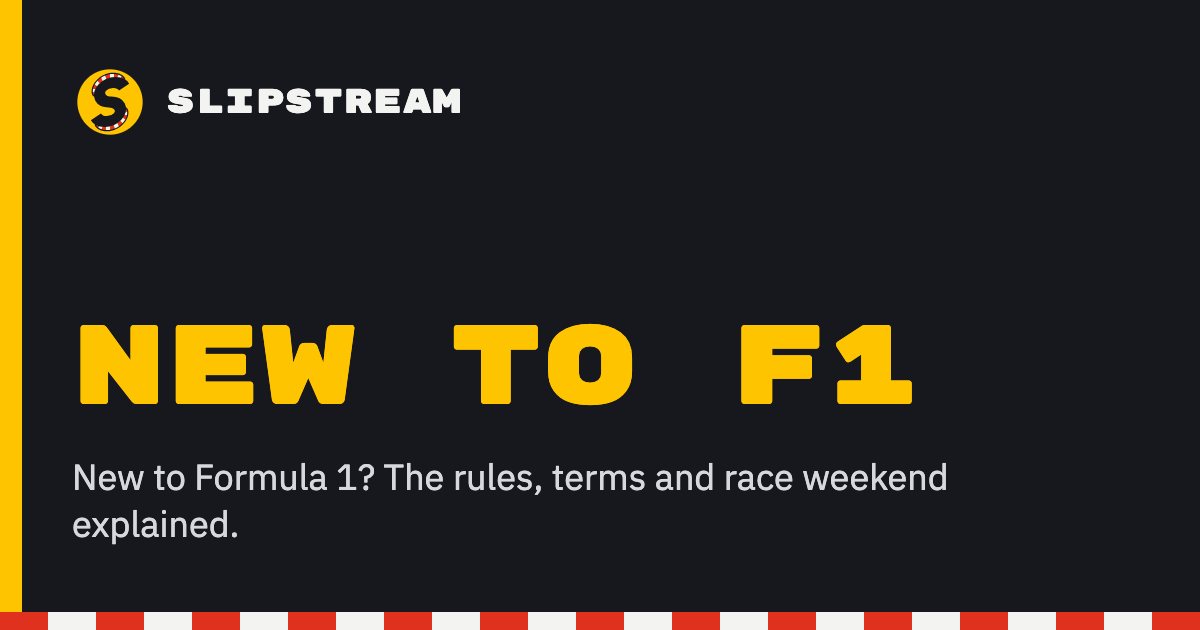 SLIPSTREAM
NEW TO F1
New to Formula 1? The rules, terms and race weekend
explained.